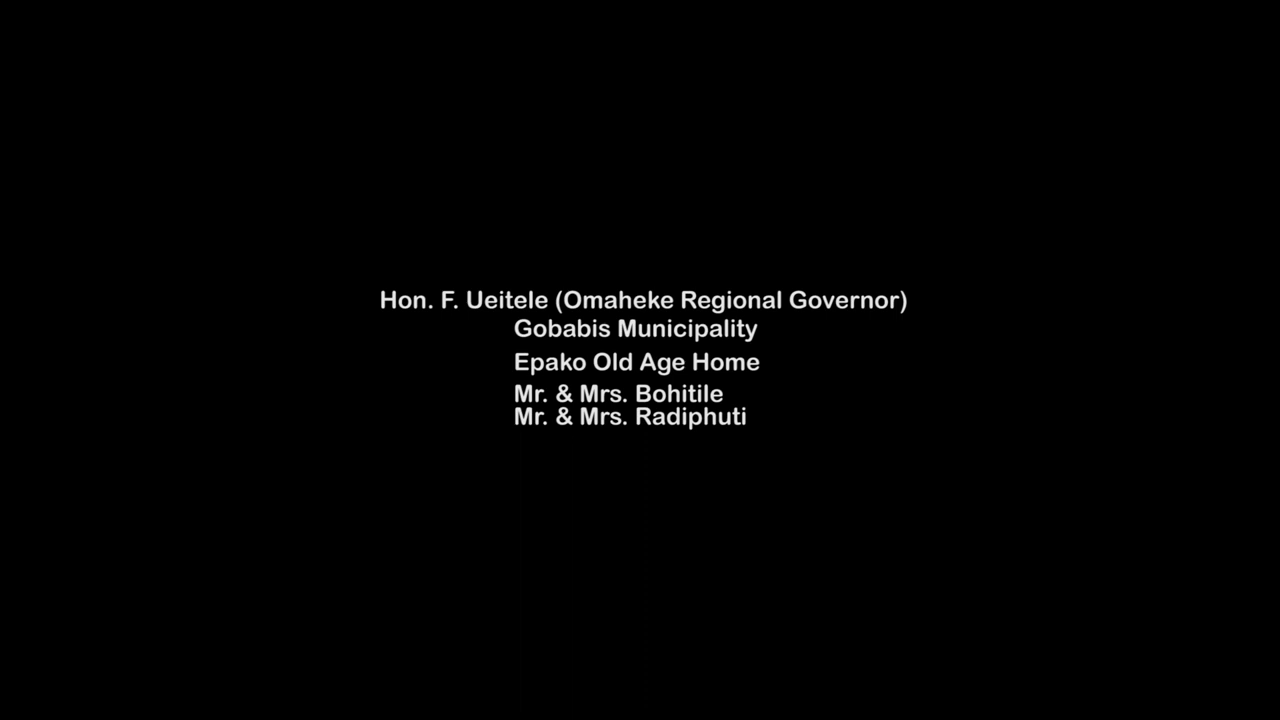 Hon. F. Ueitele (Omaheke Regional Governor)
Gobabis Municipality
Epako Old Age Home
Mr. & Mrs. Bohitile
Mr. & Mrs. Radiphuti